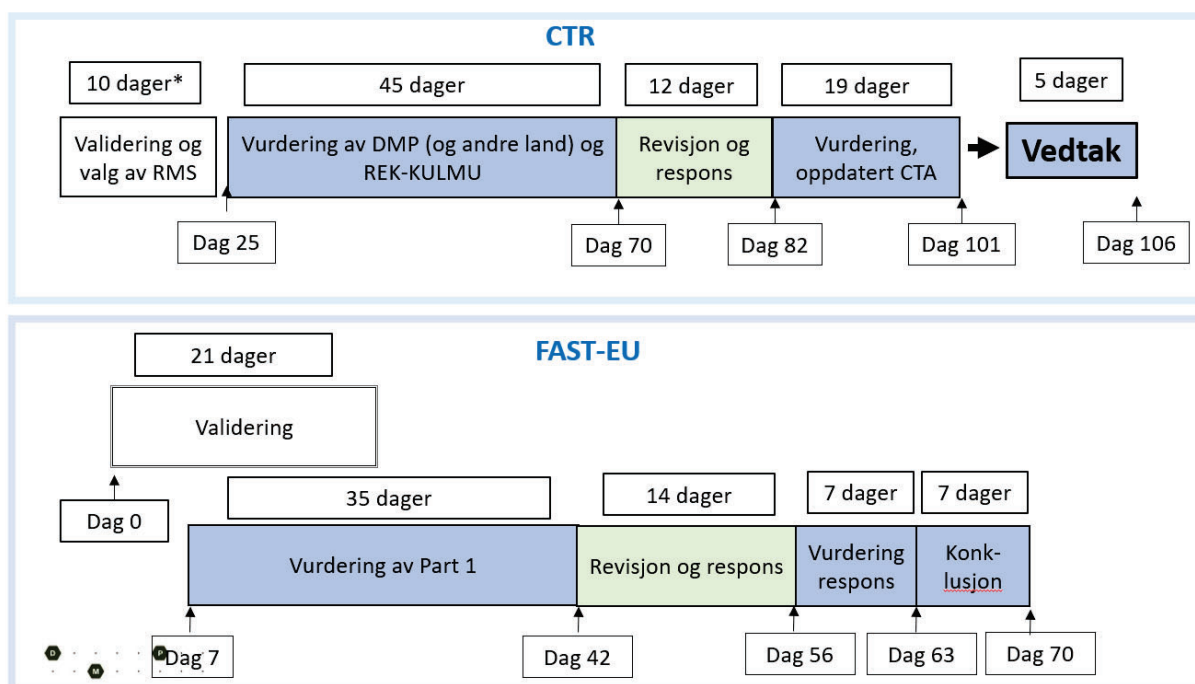 CTR
10 dager*
45 dager
12 dager
19 dager
5 dager
Validering og
valg av RMS
Vurdering av DMP (og andre land) og
REK-KULMU
Revisjon og
respons
Vurdering,
oppdatert CTA
Vedtak
Dag 25
Dag 70
Dag 82
Dag 101
Dag 106
FAST-EU
21 dager
Validering
Dag 0
35 dager
14 dager
7 dager
7 dager
Vurdering av Part 1
Revisjon og respons
Vurdering
respons
Konk-
lusjon
Dag 7
Dag 42
Dag 56
Dag 63
Dag 70
D
M
P